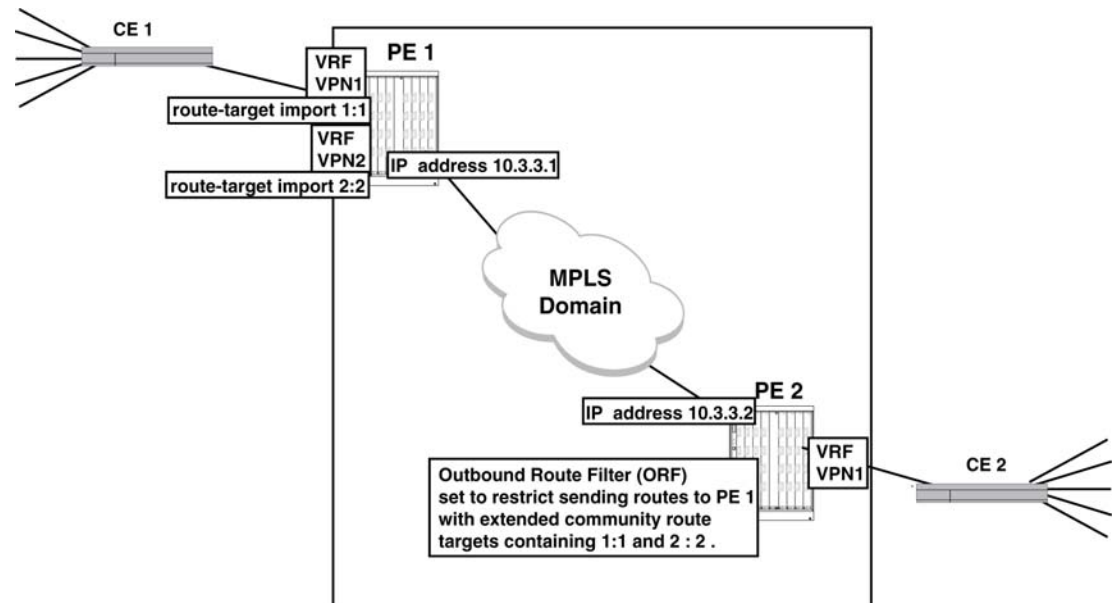 CE 1
PE 1
VRF
VPN1
route-target import 1:1
VRF
VPN2
IP address 10.3.3.1
route-target import 2:2
MPLS
Domain
PE 2
IP address 10.3.3.2
VRF
VPN1
CE 2
Outbound Route Filter (ORF)
set to restrict sending routes to PE 1
with extended community route
targets containing 1:1 and 2 : 2 .